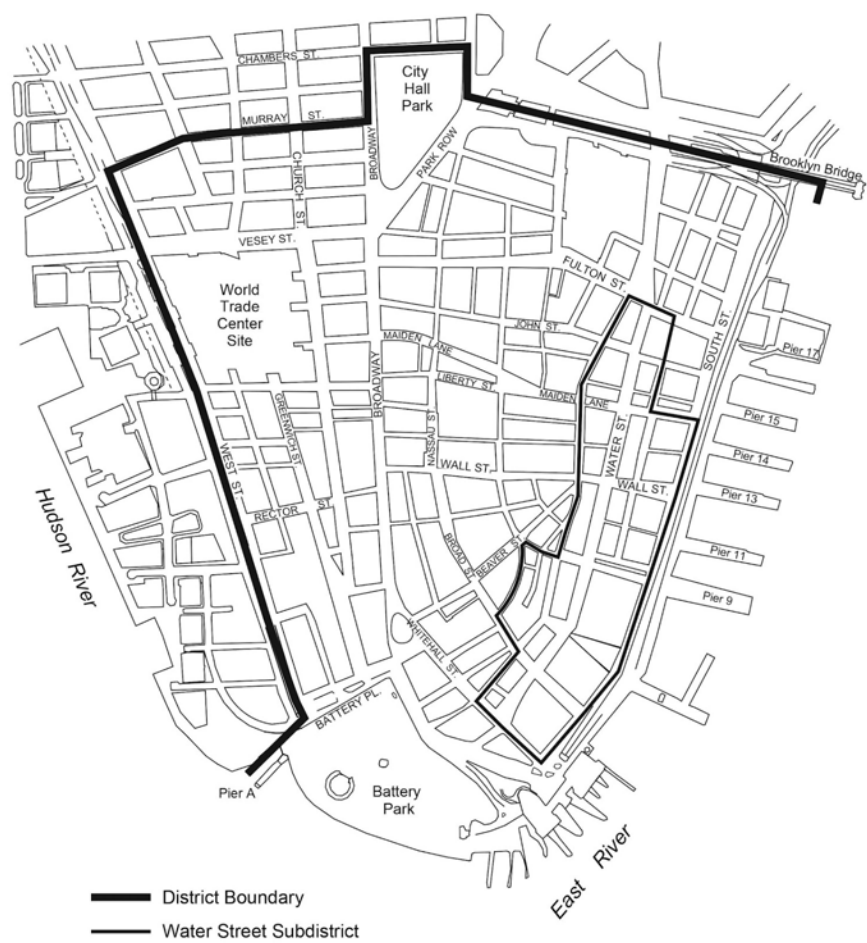 CHAMBERS ST.
City
Hall
Park
MURRAY ST.
BROADWAY
PARK ROW
Brooklyn Bridge
CHURCH ST.
VESEY ST.
FULTON ST.
World
Trade
Center
Site
JOHN ST.
SOUTH ST.
MAIDEN LANE
Pier 17
BROADWAY
LIBERTY ST.
MAIDEN LANE
GREENWICH ST.
NASSAU ST.
WATER ST.
Pier 15
WEST ST.
WALL ST.
Pier 14
WALL ST.
Pier 13
RECTOR ST.
Hudson River
BROAD ST.
BEAVER ST.
Pier 11
Pier 9
WHITEHALL ST.
BATTERY PL.
Pier A
Battery
Park
East River
District Boundary
Water Street Subdistrict